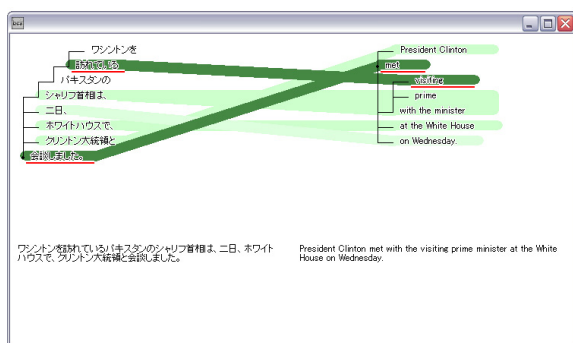 ワシントンを
訪れている
パキスタンの
シャリフ首相は、
二日、
ホワイトハウスで、
クリントン大統領と
会談しました。
President Clinton
met
visiting
prime
with the minister
at the White House
on Wednesday.
ワシントンを訪れているパキスタンのシャリフ首相は、二日、ホワイト
ハウスで、クリントン大統領と会談しました。
President Clinton met with the visiting prime minister at the White
House on Wednesday.